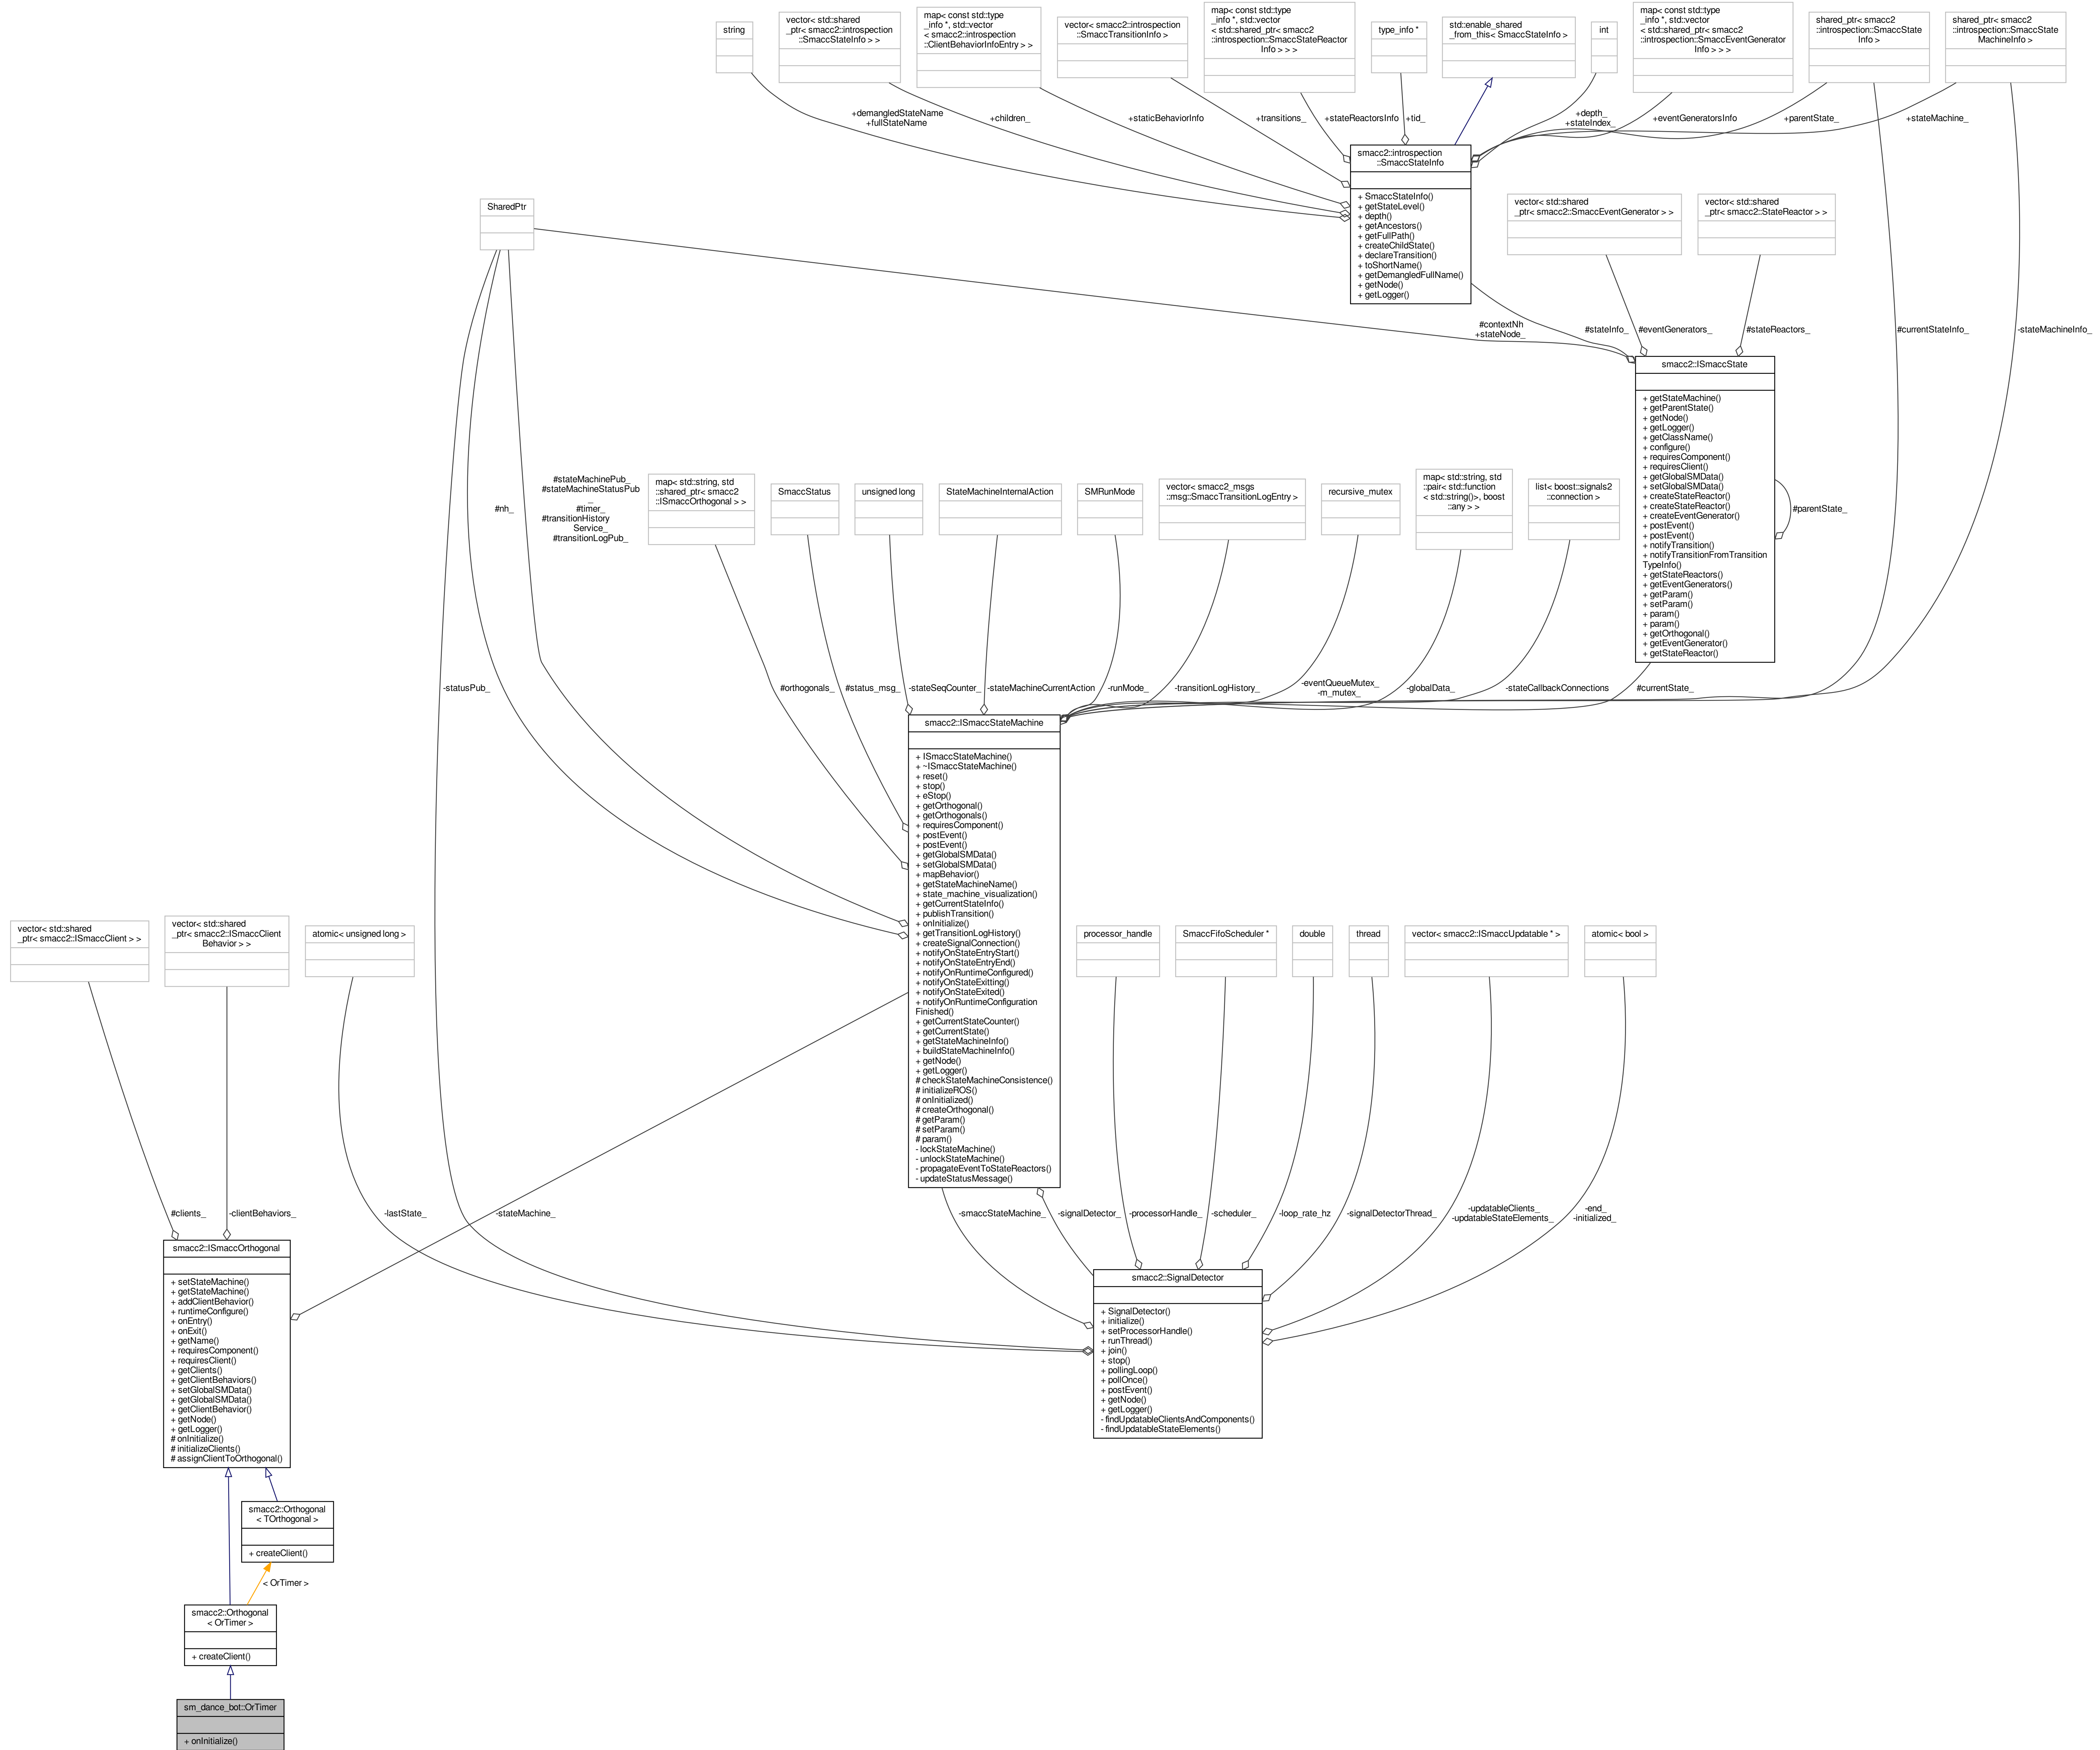 string
vector< std::shared
_ptr< smacc2::introspection
::SmaccStateInfo > >
map< const std::type
_info *, std::vector
< smacc2::introspection
::ClientBehaviorInfoEntry > >
vector< smacc2::introspection
::SmaccTransitionInfo >
map< const std::type
_info *, std::vector
< std::shared_ptr< smacc2
::introspection::SmaccStateReactor
Info > > >
type_info *
std::enable_shared
_from_this< SmaccStateInfo >
int
map< const std::type
_info *, std::vector
< std::shared_ptr< smacc2
::introspection::SmaccEventGenerator
Info > > >
shared_ptr< smacc2
::introspection::SmaccState
Info >
shared_ptr< smacc2
::introspection::SmaccState
MachineInfo >
+demangledStateName
+fullStateName
+children_
+staticBehaviorInfo
+transitions_
+stateReactorsInfo
+tid_
+depth_
+stateIndex_
+eventGeneratorsInfo
+parentState_
+stateMachine_
smacc2::introspection
::SmaccStateInfo
+ SmaccStateInfo()
+ getStateLevel()
+ depth()
+ getAncestors()
+ getFullPath()
+ createChildState()
+ declareTransition()
+ toShortName()
+ getDemangledFullName()
+ getNode()
+ getLogger()
SharedPtr
vector< std::shared
_ptr< smacc2::SmaccEventGenerator > >
vector< std::shared
_ptr< smacc2::StateReactor > >
#contextNh
+stateNode_
#stateInfo_
#eventGenerators_
#stateReactors_
#currentStateInfo_
-stateMachineInfo_
smacc2::ISmaccState
+ getStateMachine()
+ getParentState()
+ getNode()
+ getLogger()
+ getClassName()
+ configure()
+ requiresComponent()
+ requiresClient()
+ getGlobalSMData()
+ setGlobalSMData()
+ createStateReactor()
+ createStateReactor()
+ createEventGenerator()
+ postEvent()
+ postEvent()
+ notifyTransition()
+ notifyTransitionFromTransition
TypeInfo()
+ getStateReactors()
+ getEventGenerators()
+ getParam()
+ setParam()
+ param()
+ param()
+ getOrthogonal()
+ getEventGenerator()
+ getStateReactor()
#parentState_
#nh_
#stateMachinePub_
#stateMachineStatusPub
_
#timer_
#transitionHistory
Service_
#transitionLogPub_
map< std::string, std
::shared_ptr< smacc2
::ISmaccOrthogonal > >
SmaccStatus
unsigned long
StateMachineInternalAction
SMRunMode
vector< smacc2_msgs
::msg::SmaccTransitionLogEntry >
recursive_mutex
map< std::string, std
::pair< std::function
< std::string()>, boost
::any > >
list< boost::signals2
::connection >
-statusPub_
#orthogonals_
#status_msg_
-stateSeqCounter_
-stateMachineCurrentAction
-runMode_
-transitionLogHistory_
-eventQueueMutex_
-m_mutex_
-globalData_
-stateCallbackConnections
#currentState_
smacc2::ISmaccStateMachine
+ ISmaccStateMachine()
+ ~ISmaccStateMachine()
+ reset()
+ stop()
+ eStop()
+ getOrthogonal()
+ getOrthogonals()
+ requiresComponent()
+ postEvent()
+ postEvent()
+ getGlobalSMData()
+ setGlobalSMData()
+ mapBehavior()
+ getStateMachineName()
+ state_machine_visualization()
+ getCurrentStateInfo()
+ publishTransition()
+ onInitialize()
+ getTransitionLogHistory()
+ createSignalConnection()
+ notifyOnStateEntryStart()
+ notifyOnStateEntryEnd()
+ notifyOnRuntimeConfigured()
+ notifyOnStateExitting()
+ notifyOnStateExited()
+ notifyOnRuntimeConfiguration
Finished()
+ getCurrentStateCounter()
+ getCurrentState()
+ getStateMachineInfo()
+ buildStateMachineInfo()
+ getNode()
+ getLogger()
# checkStateMachineConsistence()
# initializeROS()
# onInitialized()
# createOrthogonal()
# getParam()
# setParam()
# param()
- lockStateMachine()
- unlockStateMachine()
- propagateEventToStateReactors()
- updateStatusMessage()
vector< std::shared
_ptr< smacc2::ISmaccClient > >
vector< std::shared
_ptr< smacc2::ISmaccClient
Behavior > >
atomic< unsigned long >
processor_handle
SmaccFifoScheduler *
double
thread
vector< smacc2::ISmaccUpdatable * >
atomic< bool >
#clients_
-clientBehaviors_
-lastState_
-stateMachine_
-smaccStateMachine_
-signalDetector_
-processorHandle_
-scheduler_
-loop_rate_hz
-signalDetectorThread_
-updatableClients_
-updatableStateElements_
-end_
-initialized_
smacc2::ISmaccOrthogonal
+ setStateMachine()
+ getStateMachine()
+ addClientBehavior()
+ runtimeConfigure()
+ onEntry()
+ onExit()
+ getName()
+ requiresComponent()
+ requiresClient()
+ getClients()
+ getClientBehaviors()
+ setGlobalSMData()
+ getGlobalSMData()
+ getClientBehavior()
+ getNode()
+ getLogger()
# onInitialize()
# initializeClients()
# assignClientToOrthogonal()
smacc2::SignalDetector
+ SignalDetector()
+ initialize()
+ setProcessorHandle()
+ runThread()
+ join()
+ stop()
+ pollingLoop()
+ pollOnce()
+ postEvent()
+ getNode()
+ getLogger()
- findUpdatableClientsAndComponents()
- findUpdatableStateElements()
smacc2::Orthogonal
< TOrthogonal >
+ createClient()
< OrTimer >
smacc2::Orthogonal
< OrTimer >
+ createClient()
sm_dance_bot::OrTimer
+ onInitialize()